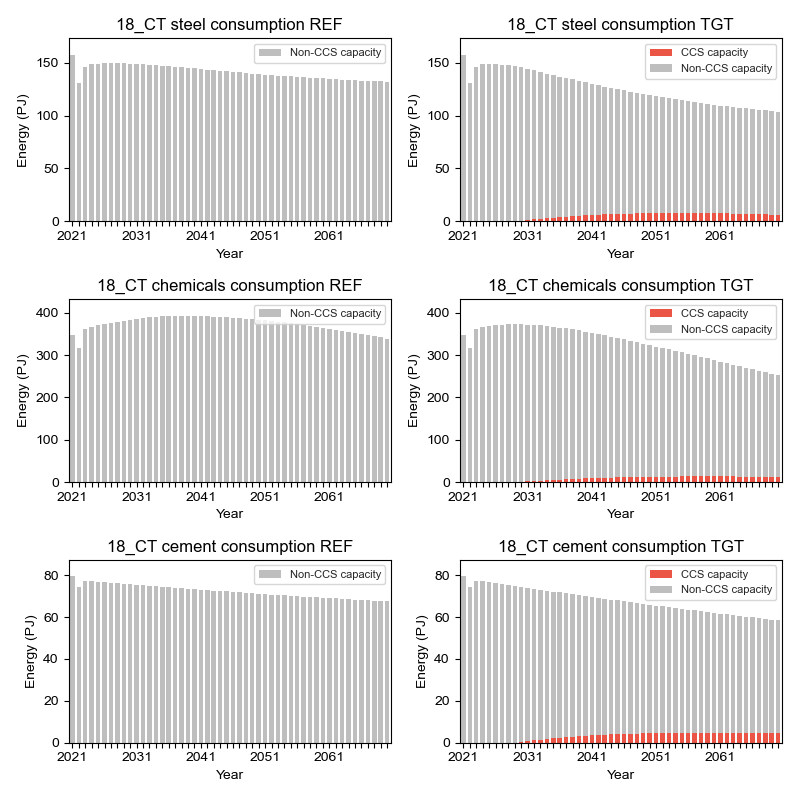 18_CT steel consumption REF
Energy (PJ)
150
100
50
0
Non-CCS capacity
2021 2031 2041 2051 2061
Year
18_CT steel consumption TGT
Energy (PJ)
150
100
50
0
CCS capacity
Non-CCS capacity
2021 2031 2041 2051 2061
Year
18_CT chemicals consumption REF
Energy (PJ)
400
300
200
100
0
Non-CCS capacity
2021 2031 2041 2051 2061
Year
18_CT chemicals consumption TGT
Energy (PJ)
400
300
200
100
0
CCS capacity
Non-CCS capacity
2021 2031 2041 2051 2061
Year
18_CT cement consumption REF
Energy (PJ)
80
60
40
20
0
Non-CCS capacity
2021 2031 2041 2051 2061
Year
18_CT cement consumption TGT
Energy (PJ)
80
60
40
20
0
CCS capacity
Non-CCS capacity
2021 2031 2041 2051 2061
Year